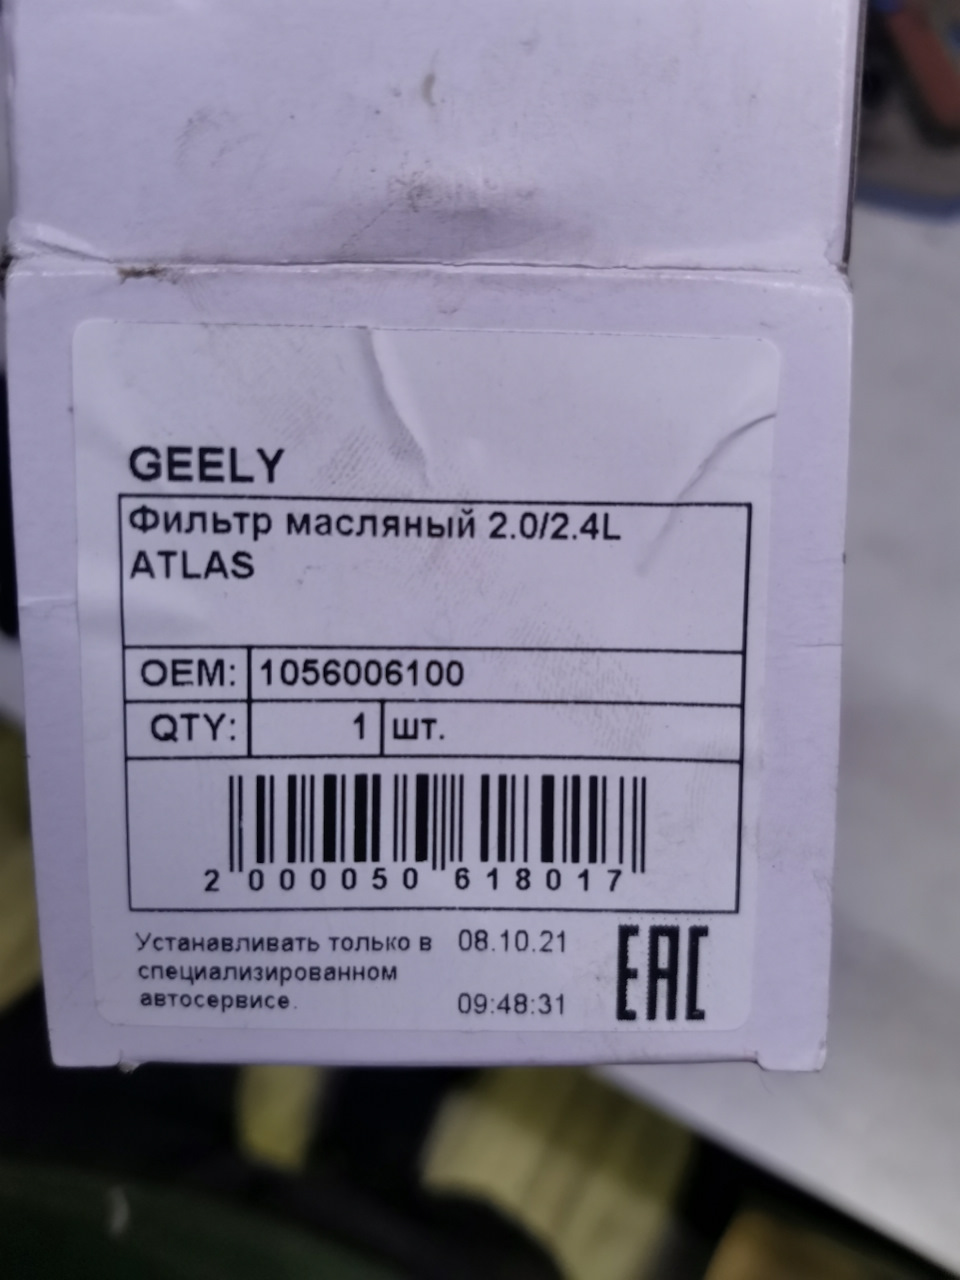 GEELY
Фильтр масляный 2.0/2.4L
ATLAS
OEM: 1056006100
QTY: 1 шт.
2 000050 618017
Устанавливать только в 08.10.21
специализированном
автосервисе. 09:48:31
EAC